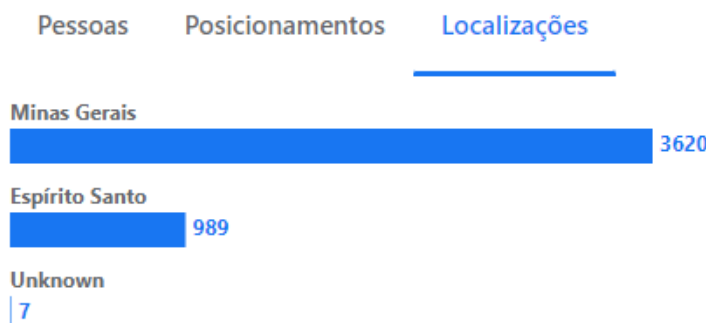 Pessoas Posicionamentos Localizações
Minas Gerais
3620
Espírito Santo
989
Unknown
7